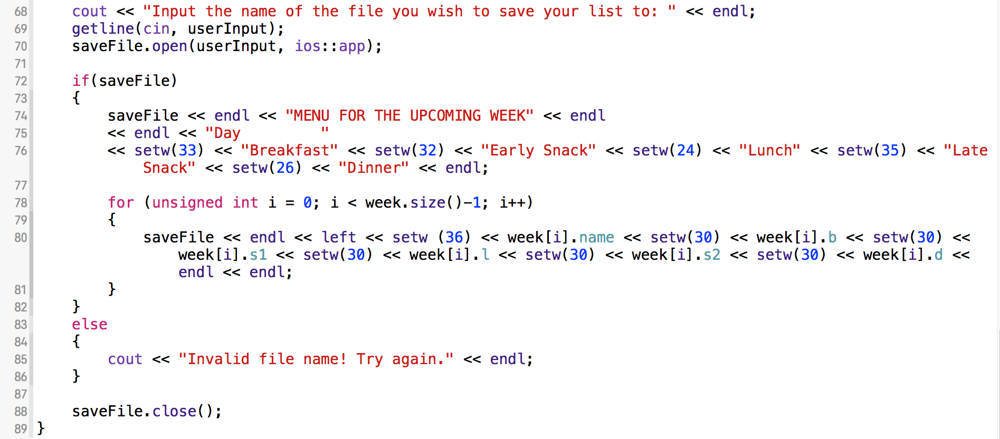 68 cout << "Input the name of the file you wish to save your list to: " << endl;
69 getline(cin, userInput);
70 saveFile.open(userInput, ios::app);
71
72 if(saveFile)
73 {
74 saveFile << endl << "MENU FOR THE UPCOMING WEEK" << endl
75 << endl << "Day         "
76 << setw(33) << "Breakfast" << setw(32) << "Early Snack" << setw(24) << "Lunch" << setw(35) << "Late
Snack" << setw(26) << "Dinner" << endl;
77
78 for (unsigned int i = 0; i < week.size()-1; i++)
79 {
80 saveFile << endl << left << setw (36) << week[i].name << setw(30) << week[i].b << setw(30) <<
week[i].s1 << setw(30) << week[i].l << setw(30) << week[i].s2 << setw(30) << week[i].d <<
endl << endl;
81 }
82 }
83 else
84 {
85 cout << "Invalid file name! Try again." << endl;
86 }
87
88 saveFile.close();
89 }